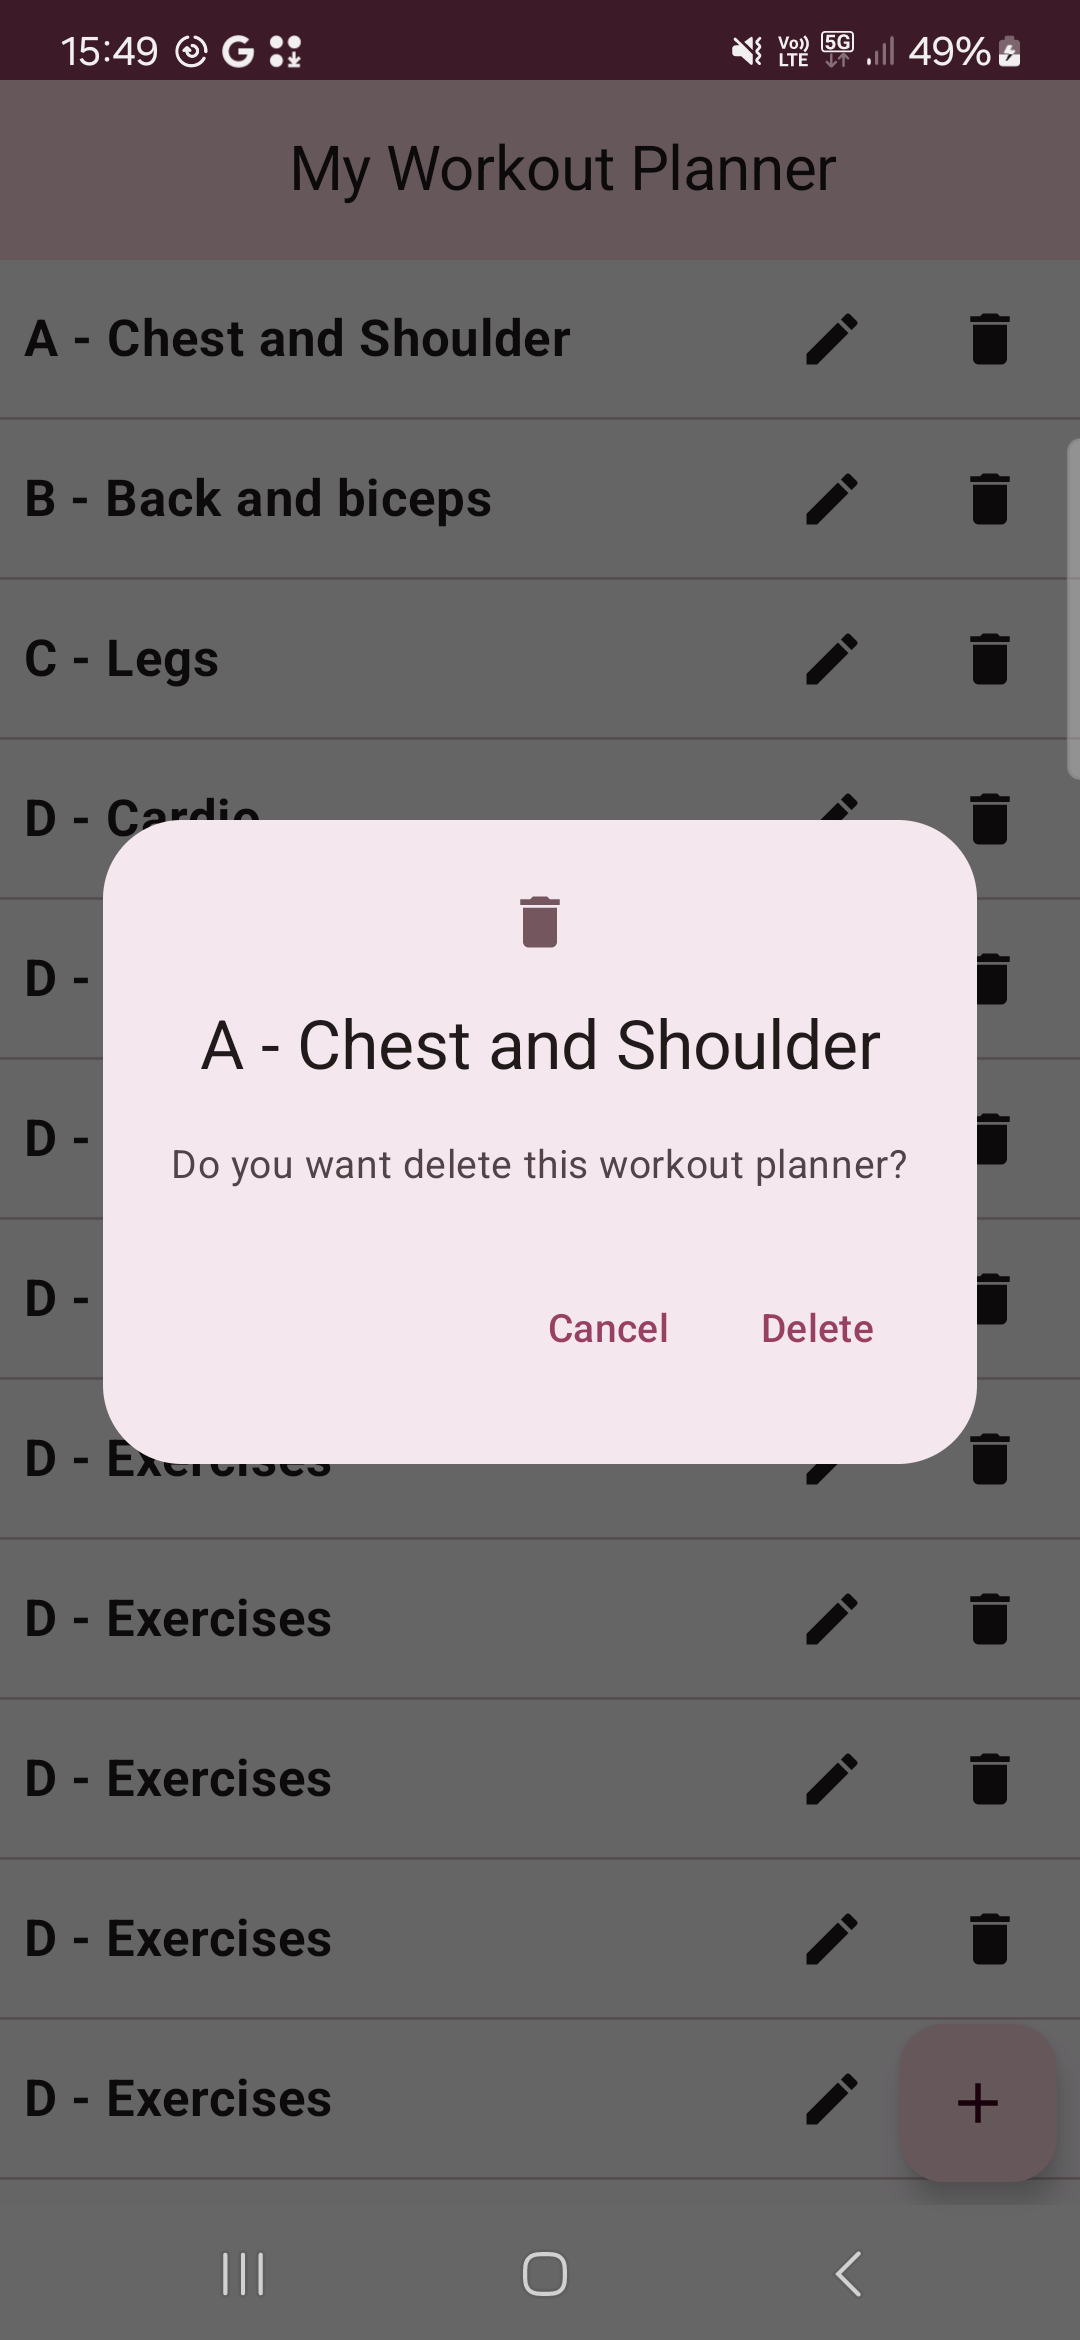 15:49
Vo)) LTE 5G 49%
My Workout Planner
A - Chest and Shoulder
B - Back and biceps
C - Legs
D - Cardio
D -
A - Chest and Shoulder
D -
Do you want delete this workout planner?
D -
Cancel Delete
D - Exercises
D - Exercises
D - Exercises
D - Exercises
D - Exercises